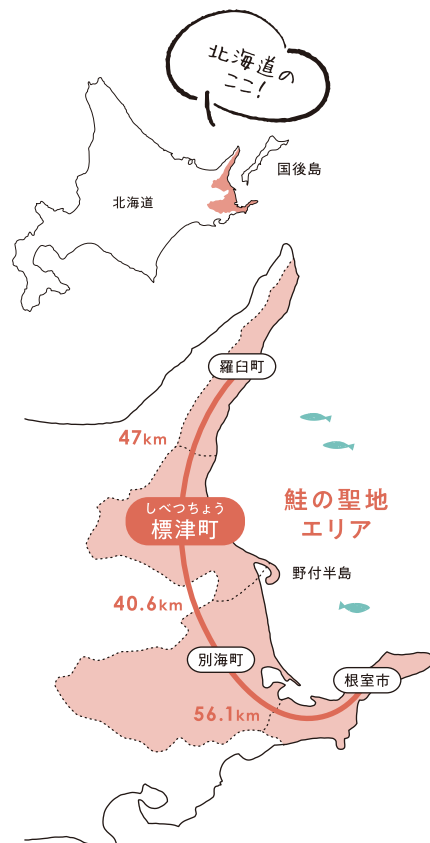 北海道の
ここ!
国後島
北海道
羅臼町
47km
鮭の聖地
エリア
しべつちょう
標津町
野付半島
40.6km
別海町
根室市
56.1km